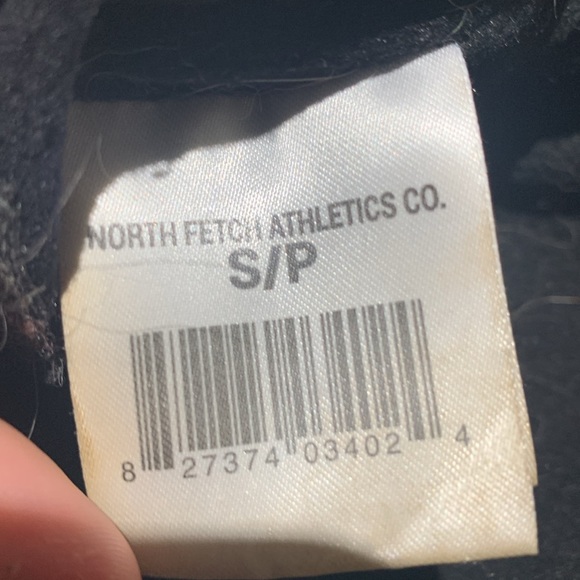 NORTH FETCH ATHLETICS CO.
S/P
8 27374 03402 4